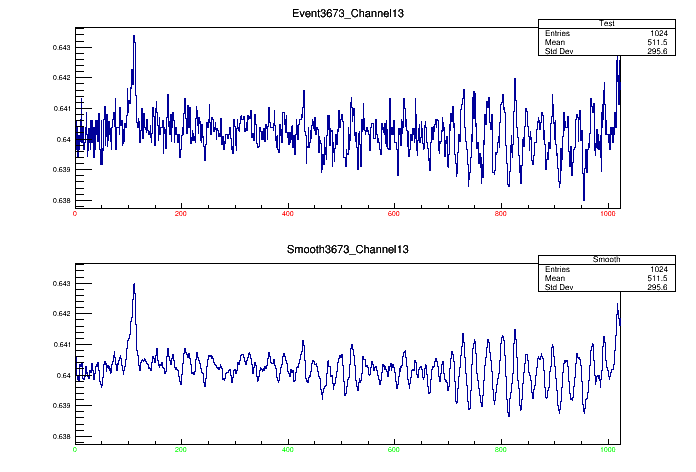 Event3673_Channel13
Test
Entries 1024
Mean 511.5
Std Dev 295.6
0.643
0.642
0.641
0.64
0.639
0.638
0 200 400 600 800 1000
Smooth3673_Channel13
Smooth
Entries 1024
Mean 511.5
Std Dev 295.6
0.643
0.642
0.641
0.64
0.639
0.638
0 200 400 600 800 1000